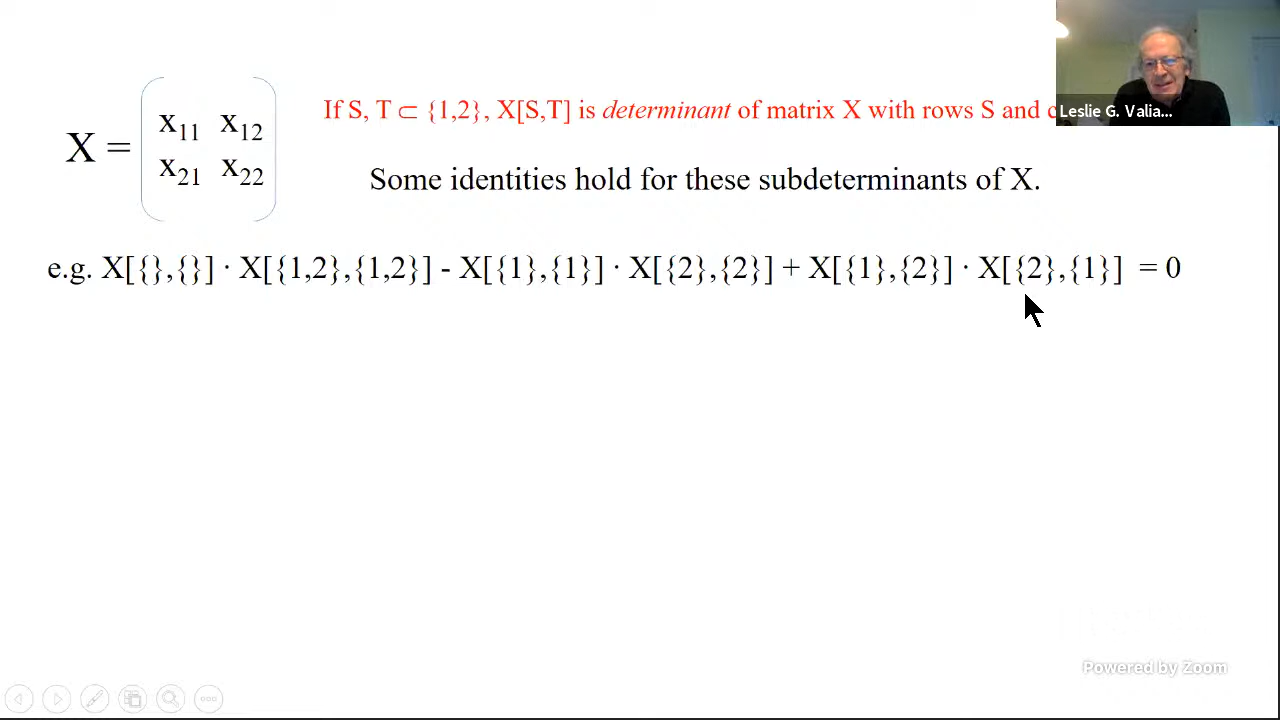 If S, T ⊂ {1,2}, X[S,T] is determinant of matrix X with rows S and
Leslie G. Valia...
X =
x11 x12
x21 x22
Some identities hold for these subdeterminants of X.
e.g. X[{},{}] · X[{1,2},{1,2}] - X[{1},{1}] · X[{2},{2}] + X[{1},{2}] · X[{2},{1}] = 0
Powered by Zoom